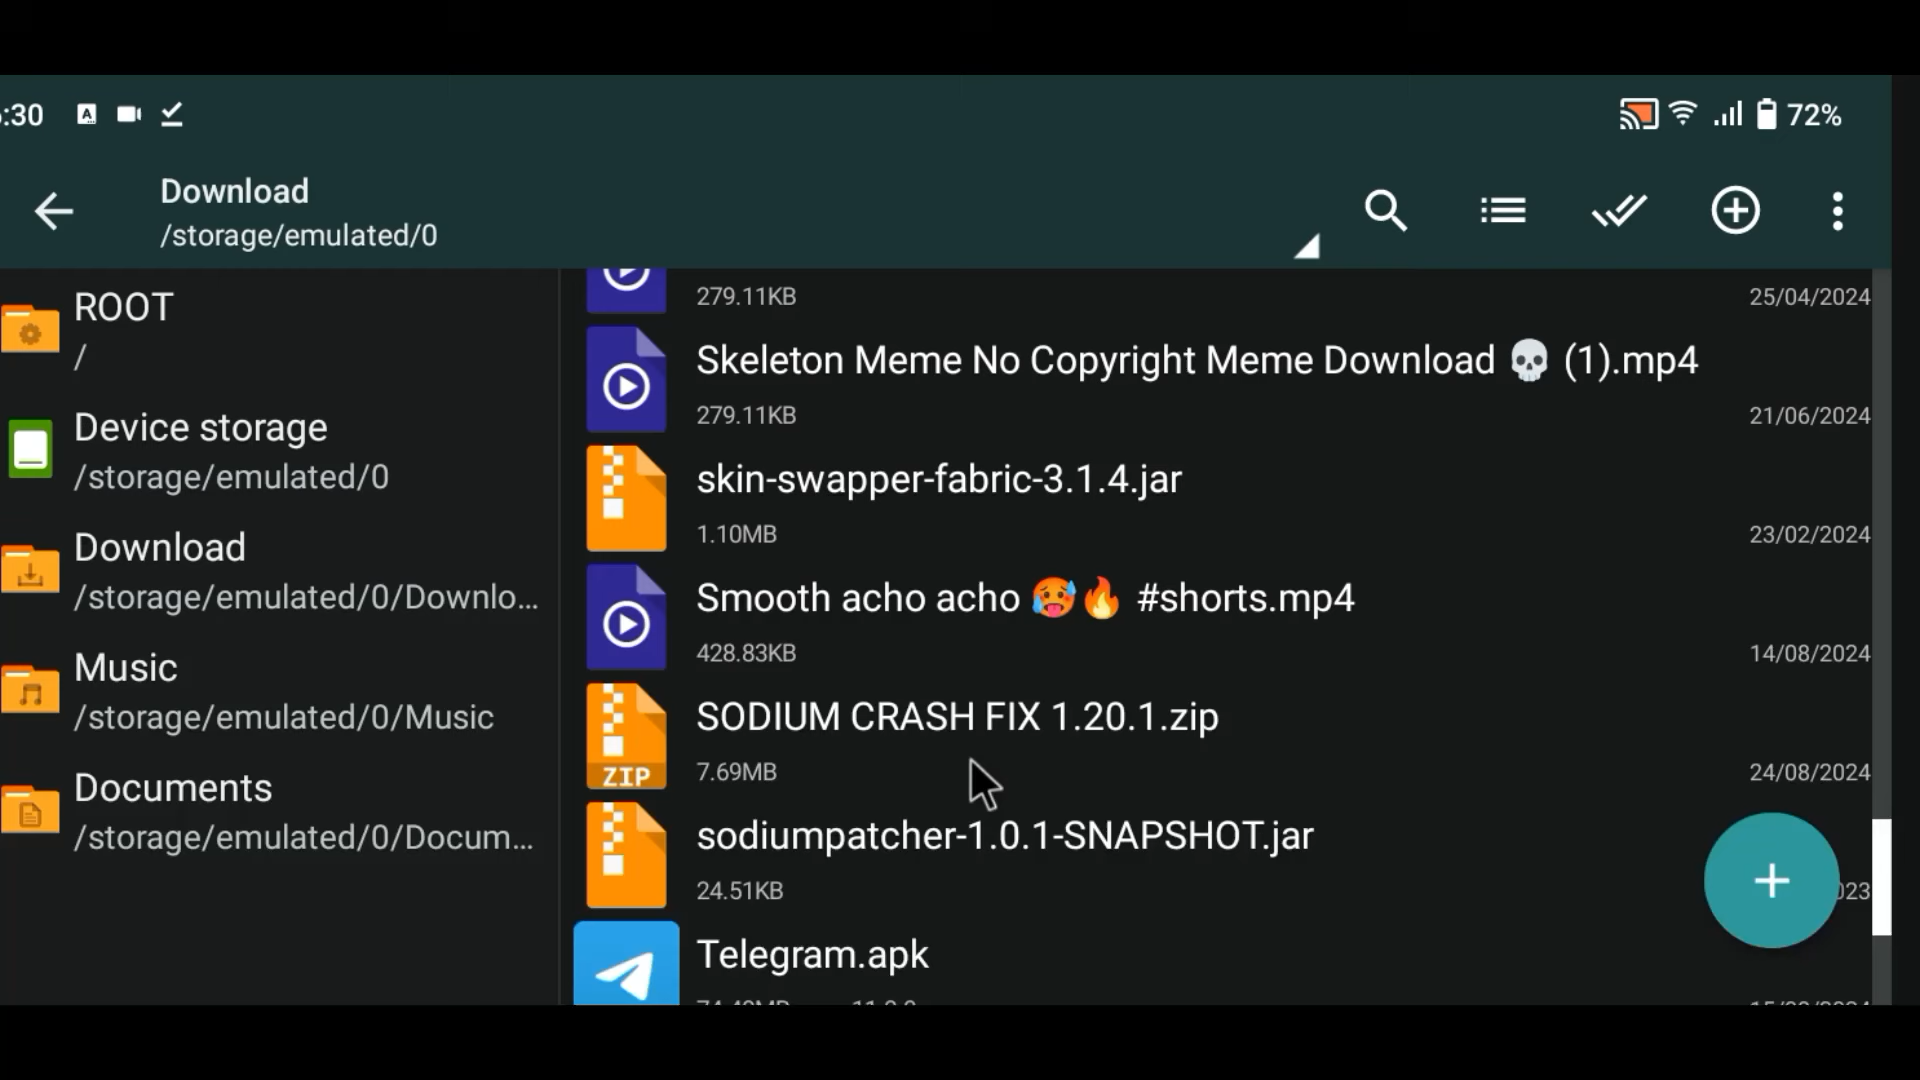 :30
72%
Download
/storage/emulated/0
ROOT
/
Device storage
/storage/emulated/0
Download
/storage/emulated/0/Downlo...
Music
/storage/emulated/0/Music
Documents
/storage/emulated/0/Docum...
279.11KB 25/04/2024
Skeleton Meme No Copyright Meme Download 💀 (1).mp4
279.11KB 21/06/2024
skin-swapper-fabric-3.1.4.jar
1.10MB 23/02/2024
Smooth acho acho 🥵🔥 #shorts.mp4
428.83KB 14/08/2024
ZIP
SODIUM CRASH FIX 1.20.1.zip
7.69MB 24/08/2024
sodiumpatcher-1.0.1-SNAPSHOT.jar
24.51KB 023
Telegram.apk